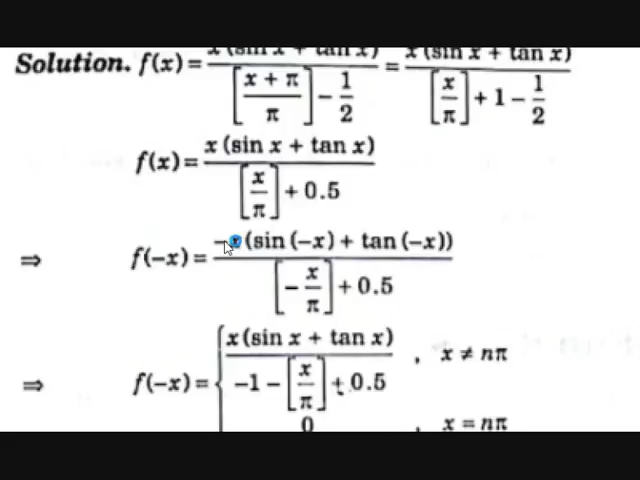 Solution. f(x) = x (sin x + tan x) / [x + π / π] − 1/2 = x (sin x + tan x) / [x/π] + 1 − 1/2
f(x) = x (sin x + tan x) / [x/π] + 0.5
⇒ f(−x) = −x (sin (−x) + tan (−x)) / [− x/π] + 0.5
⇒ f(−x) = { x (sin x + tan x) / −1 − [x/π] + 0.5 , x ≠ nπ
0 , x = nπ